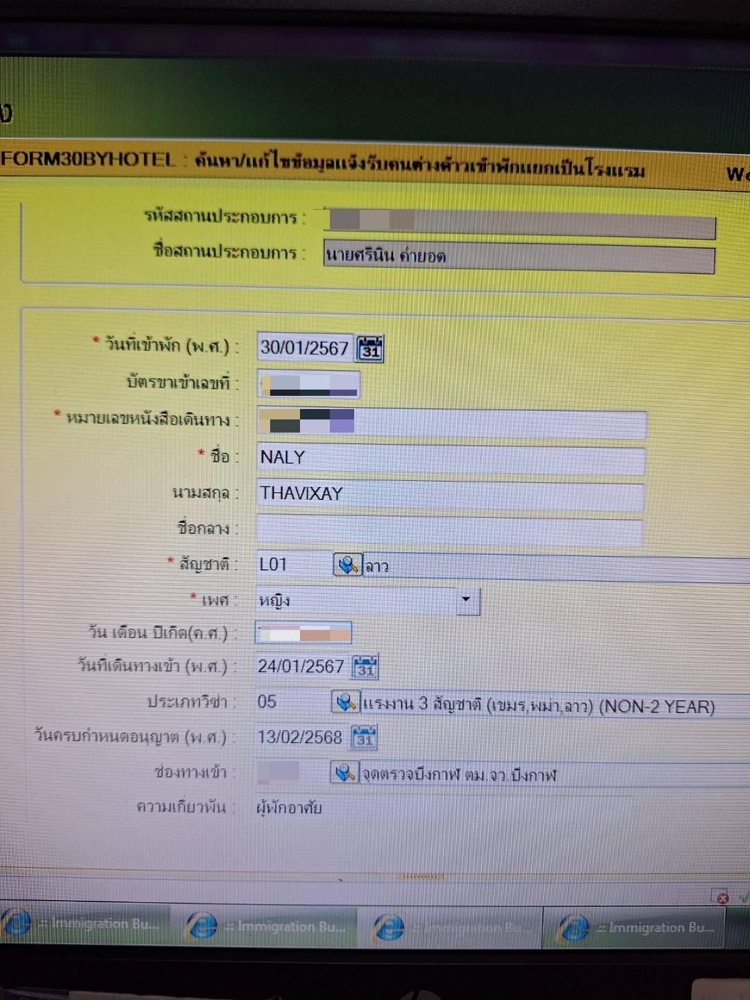 FORM30BYHOTEL : ค้นหา/แก้ไขข้อมูลแจ้งรับคนต่างด้าวเข้าพักแยกเป็นโรงแรม
รหัสสถานประกอบการ :
ชื่อสถานประกอบการ : นายศรินิน คำยอด
* วันที่เข้าพัก (พ.ศ.) : 30/01/2567 31
บัตรขาเข้าเลขที่ :
* หมายเลขหนังสือเดินทาง :
* ชื่อ : NALY
นามสกุล : THAVIXAY
ชื่อกลาง :
* สัญชาติ : L01 ลาว
* เพศ : หญิง
วัน เดือน ปีเกิด(ค.ศ.) :
วันที่เดินทางเข้า (พ.ศ.) : 24/01/2567 31
ประเภทวีซ่า : 05 แรงงาน 3 สัญชาติ (เขมร,พม่า,ลาว) (NON-2 YEAR)
วันครบกำหนดอนุญาต (พ.ศ.) : 13/02/2568 31
ช่องทางเข้า : จุดตรวจบึงกาฬ ตม.จว.บึงกาฬ
ความเกี่ยวพัน : ผู้พักอาศัย
.:: Immigration Bu... .:: Immigration Bu... .:: Immigration Bu... .:: Immigration Bu...